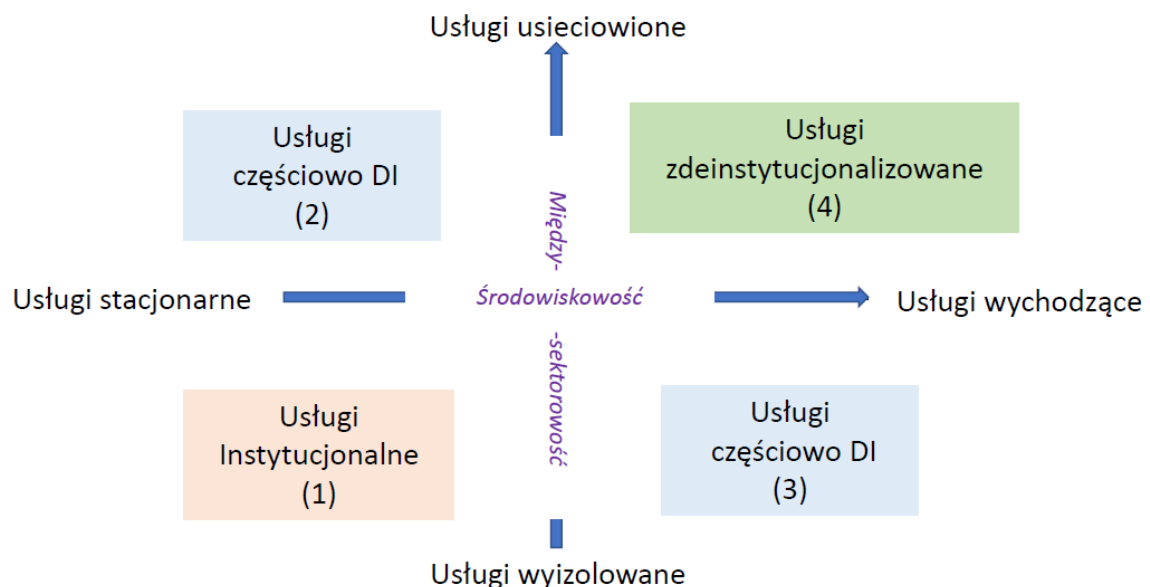 Usługi usieciowione
Usługi
częściowo DI
(2)
Usługi
zdeinstytucjonalizowane
(4)
Między-
Usługi stacjonarne
Środowiskowość
Usługi wychodzące
-sektorowość
Usługi
Instytucjonalne
(1)
Usługi
częściowo DI
(3)
Usługi wyizolowane